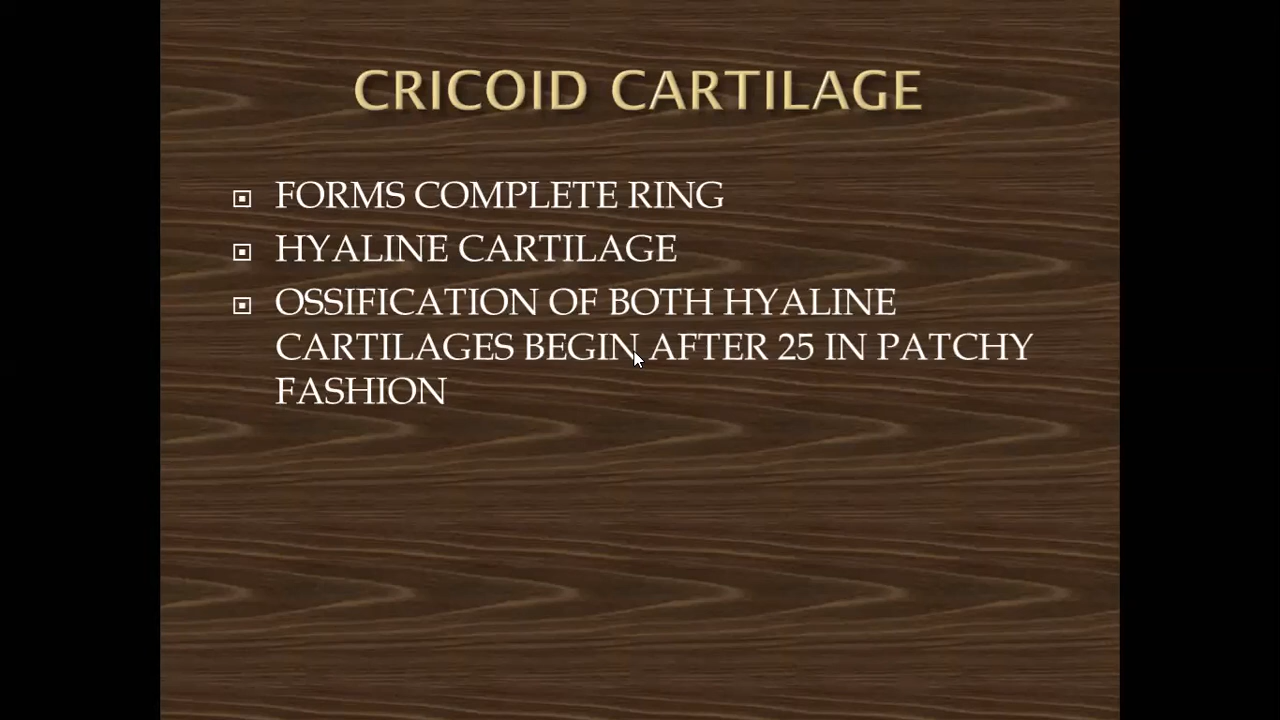 CRICOID CARTILAGE
FORMS COMPLETE RING
HYALINE CARTILAGE
OSSIFICATION OF BOTH HYALINE
CARTILAGES BEGIN AFTER 25 IN PATCHY
FASHION